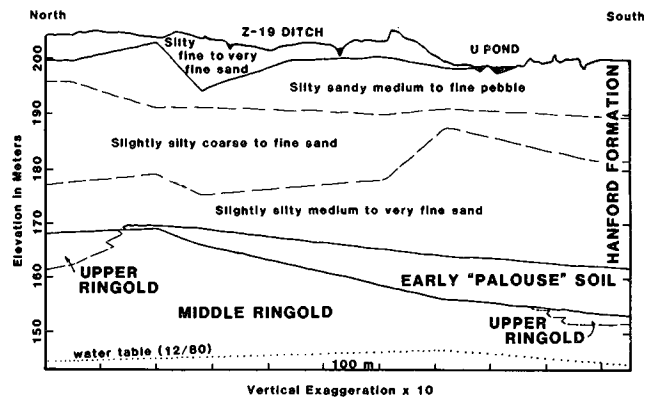 North
South
Z-19 DITCH
Silty
fine to very
fine sand
U POND
Silty sandy medium to fine pebble
Slightly silty coarse to fine sand
Slightly silty medium to very fine sand
HANFORD FORMATION
EARLY "PALOUSE" SOIL
UPPER
RINGOLD
MIDDLE RINGOLD
UPPER
RINGOLD
water table (12/80)
100 m
Elevation in Meters
200
190
180
170
160
150
Vertical Exaggeration x 10